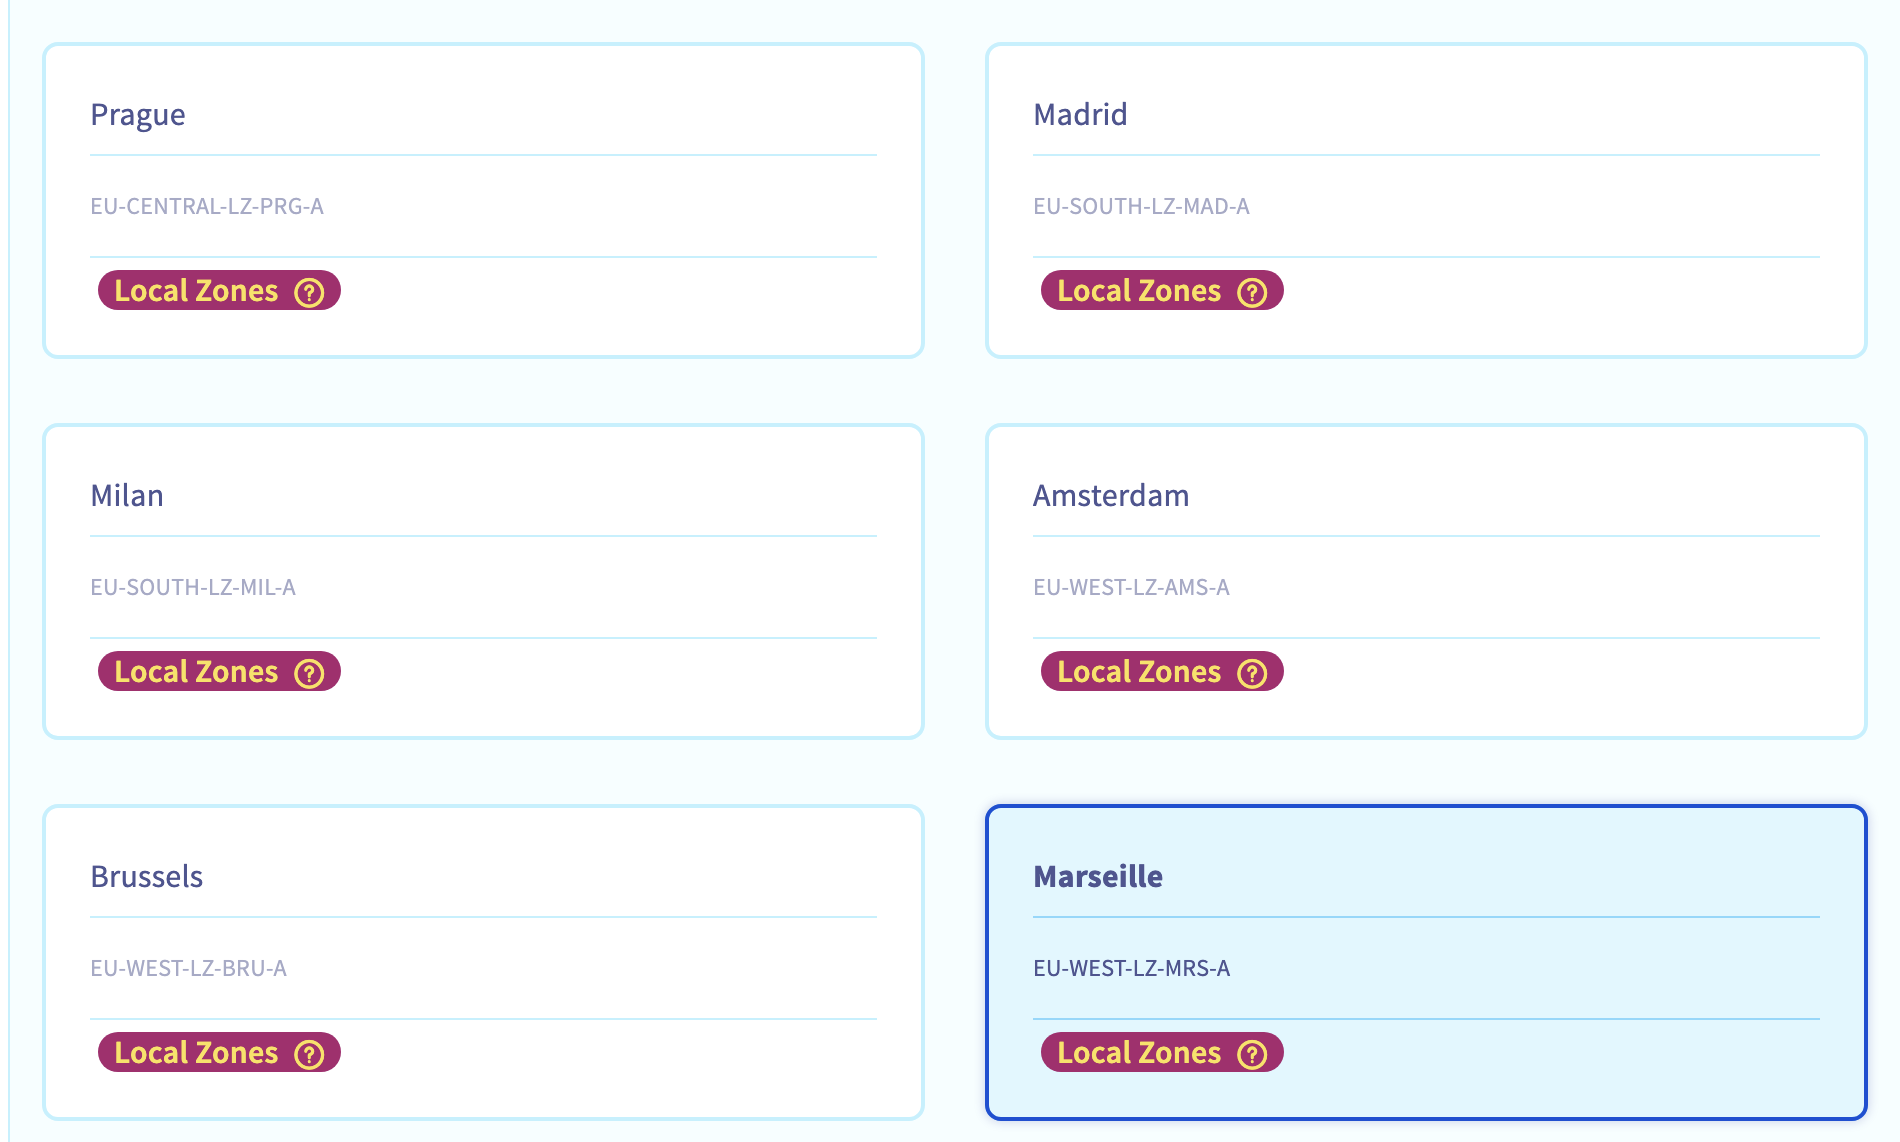 Prague
EU-CENTRAL-LZ-PRG-A
Local Zones ?
Madrid
EU-SOUTH-LZ-MAD-A
Local Zones ?
Milan
EU-SOUTH-LZ-MIL-A
Local Zones ?
Amsterdam
EU-WEST-LZ-AMS-A
Local Zones ?
Brussels
EU-WEST-LZ-BRU-A
Local Zones ?
Marseille
EU-WEST-LZ-MRS-A
Local Zones ?